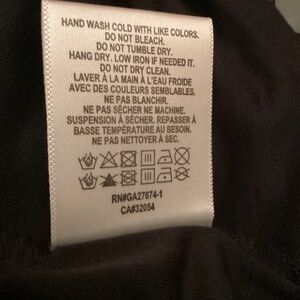 HAND WASH COLD WITH LIKE COLORS.
DO NOT BLEACH.
DO NOT TUMBLE DRY.
HANG DRY. LOW IRON IF NEEDED IT.
DO NOT DRY CLEAN.
LAVER À LA MAIN À L'EAU FROIDE
AVEC DES COULEURS SEMBLABLES.
NE PAS BLANCHIR.
NE PAS SÉCHER NE MACHINE.
SUSPENSION À SÉCHER. REPASSER À
BASSE TEMPÉRATURE AU BESOIN.
NE PAS NETTOYER À SEC.
RN#GA27674-1
CA#32054